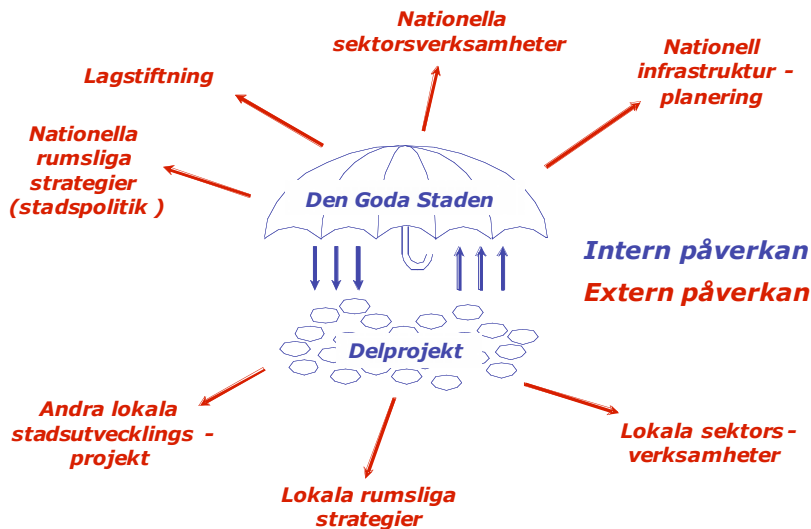 Nationella
sektorsverksamheter
Nationell
infrastruktur -
planering
Lagstiftning
Nationella
rumsliga
strategier
(stadspolitik )
Den Goda Staden
Intern påverkan
Extern påverkan
Delprojekt
Andra lokala
stadsutvecklings -
projekt
Lokala sektors -
verksamheter
Lokala rumsliga
strategier